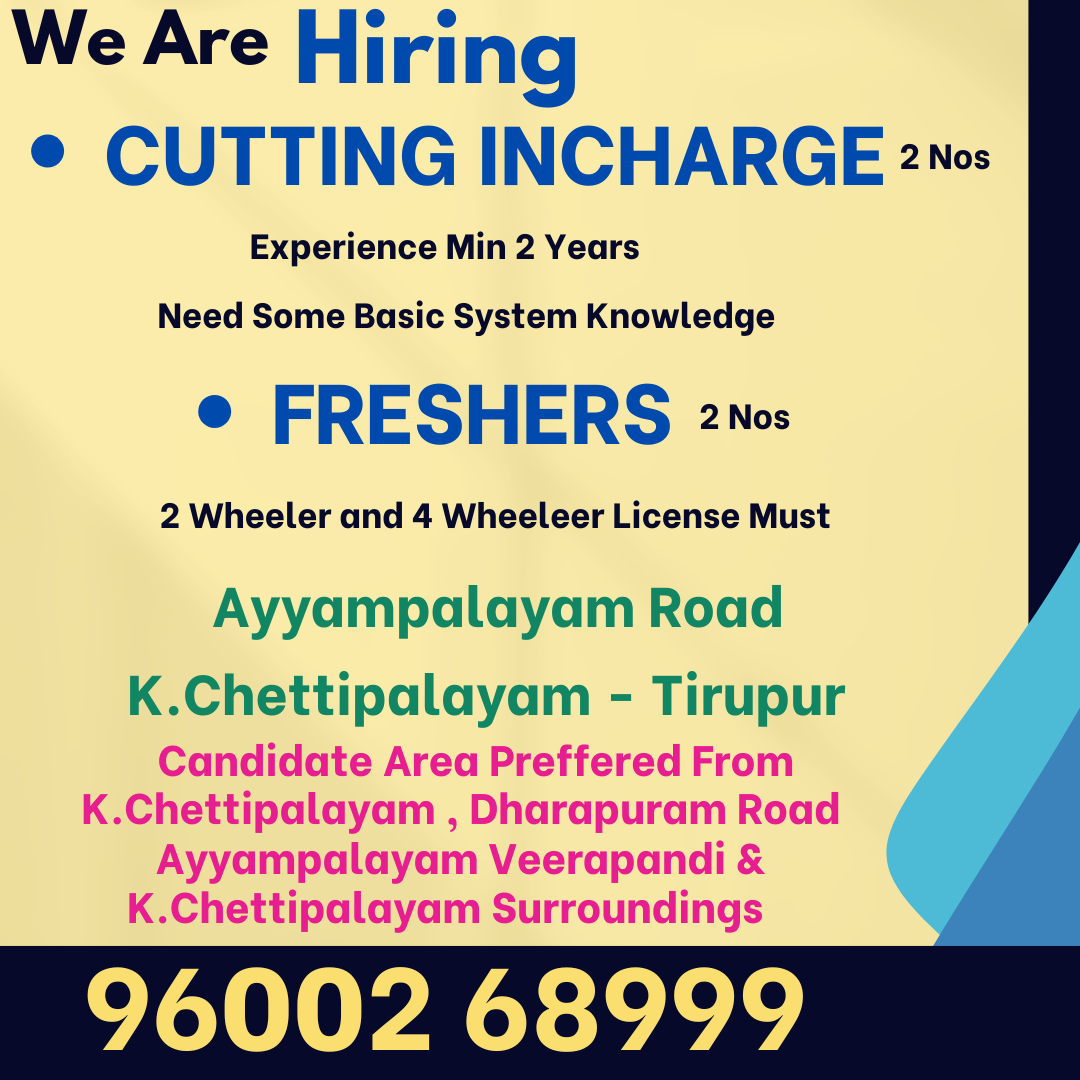 We Are Hiring
• CUTTING INCHARGE 2 Nos
Experience Min 2 Years
Need Some Basic System Knowledge
• FRESHERS 2 Nos
2 Wheeler and 4 Wheeleer License Must
Ayyampalayam Road
K.Chettipalayam - Tirupur
Candidate Area Preffered From
K.Chettipalayam , Dharapuram Road
Ayyampalayam Veerapandi &
K.Chettipalayam Surroundings
96002 68999